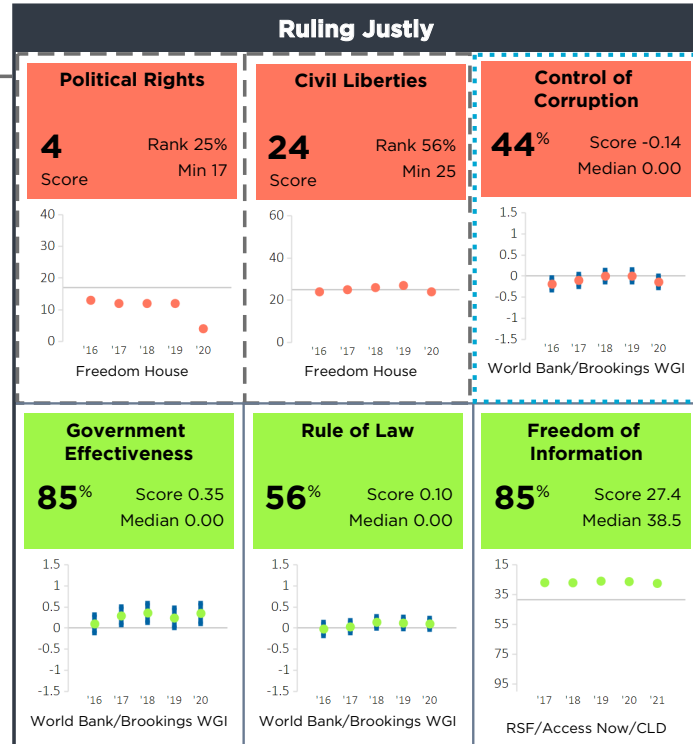 Ruling Justly
Political Rights
4
Score
Rank 25%
Min 17
40
30
20
10
0
'16 '17 '18 '19 '20
Freedom House
Civil Liberties
24
Score
Rank 56%
Min 25
60
40
20
0
'16 '17 '18 '19 '20
Freedom House
Control of
Corruption
44%
Score -0.14
Median 0.00
1.5
1
0.5
0
-0.5
-1
-1.5
'16 '17 '18 '19 '20
World Bank/Brookings WGI
Government
Effectiveness
85%
Score 0.35
Median 0.00
1.5
1
0.5
0
-0.5
-1
-1.5
'16 '17 '18 '19 '20
World Bank/Brookings WGI
Rule of Law
56%
Score 0.10
Median 0.00
1.5
1
0.5
0
-0.5
-1
-1.5
'16 '17 '18 '19 '20
World Bank/Brookings WGI
Freedom of
Information
85%
Score 27.4
Median 38.5
15
35
55
75
95
'17 '18 '19 '20 '21
RSF/Access Now/CLD